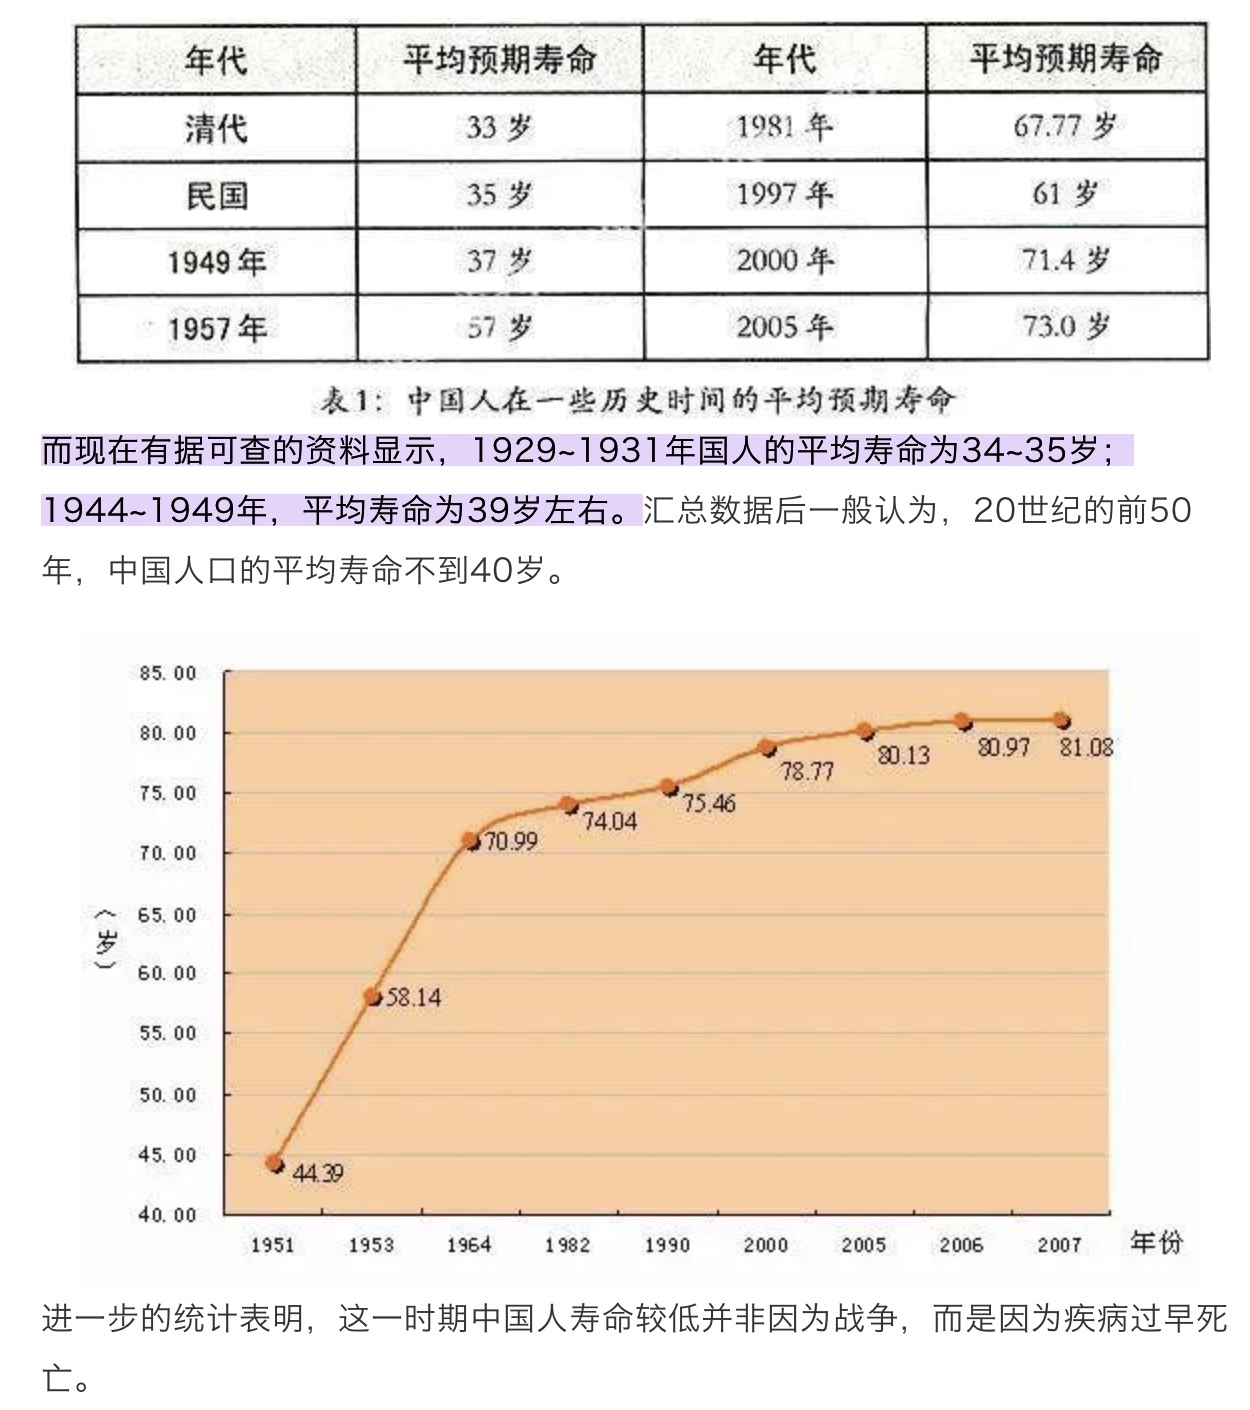 年代 平均预期寿命 年代 平均预期寿命
清代 33 岁 1981 年 67.77 岁
民国 35 岁 1997 年 61 岁
1949年 37 岁 2000 年 71.4 岁
1957年 57 岁 2005 年 73.0 岁
表1：中国人在一些历史时间的平均预期寿命
而现在有据可查的资料显示，1929~1931年国人的平均寿命为34~35岁；
1944~1949年，平均寿命为39岁左右。汇总数据后一般认为，20世纪的前50
年，中国人口的平均寿命不到40岁。
85.00
80.00
75.00
70.00
65.00
60.00
55.00
50.00
45.00
40.00
（岁）
44.39
58.14
70.99
74.04
75.46
78.77
80.13
80.97
81.08
1951 1953 1964 1982 1990 2000 2005 2006 2007 年份
进一步的统计表明，这一时期中国人寿命较低并非因为战争，而是因为疾病过早死
亡。